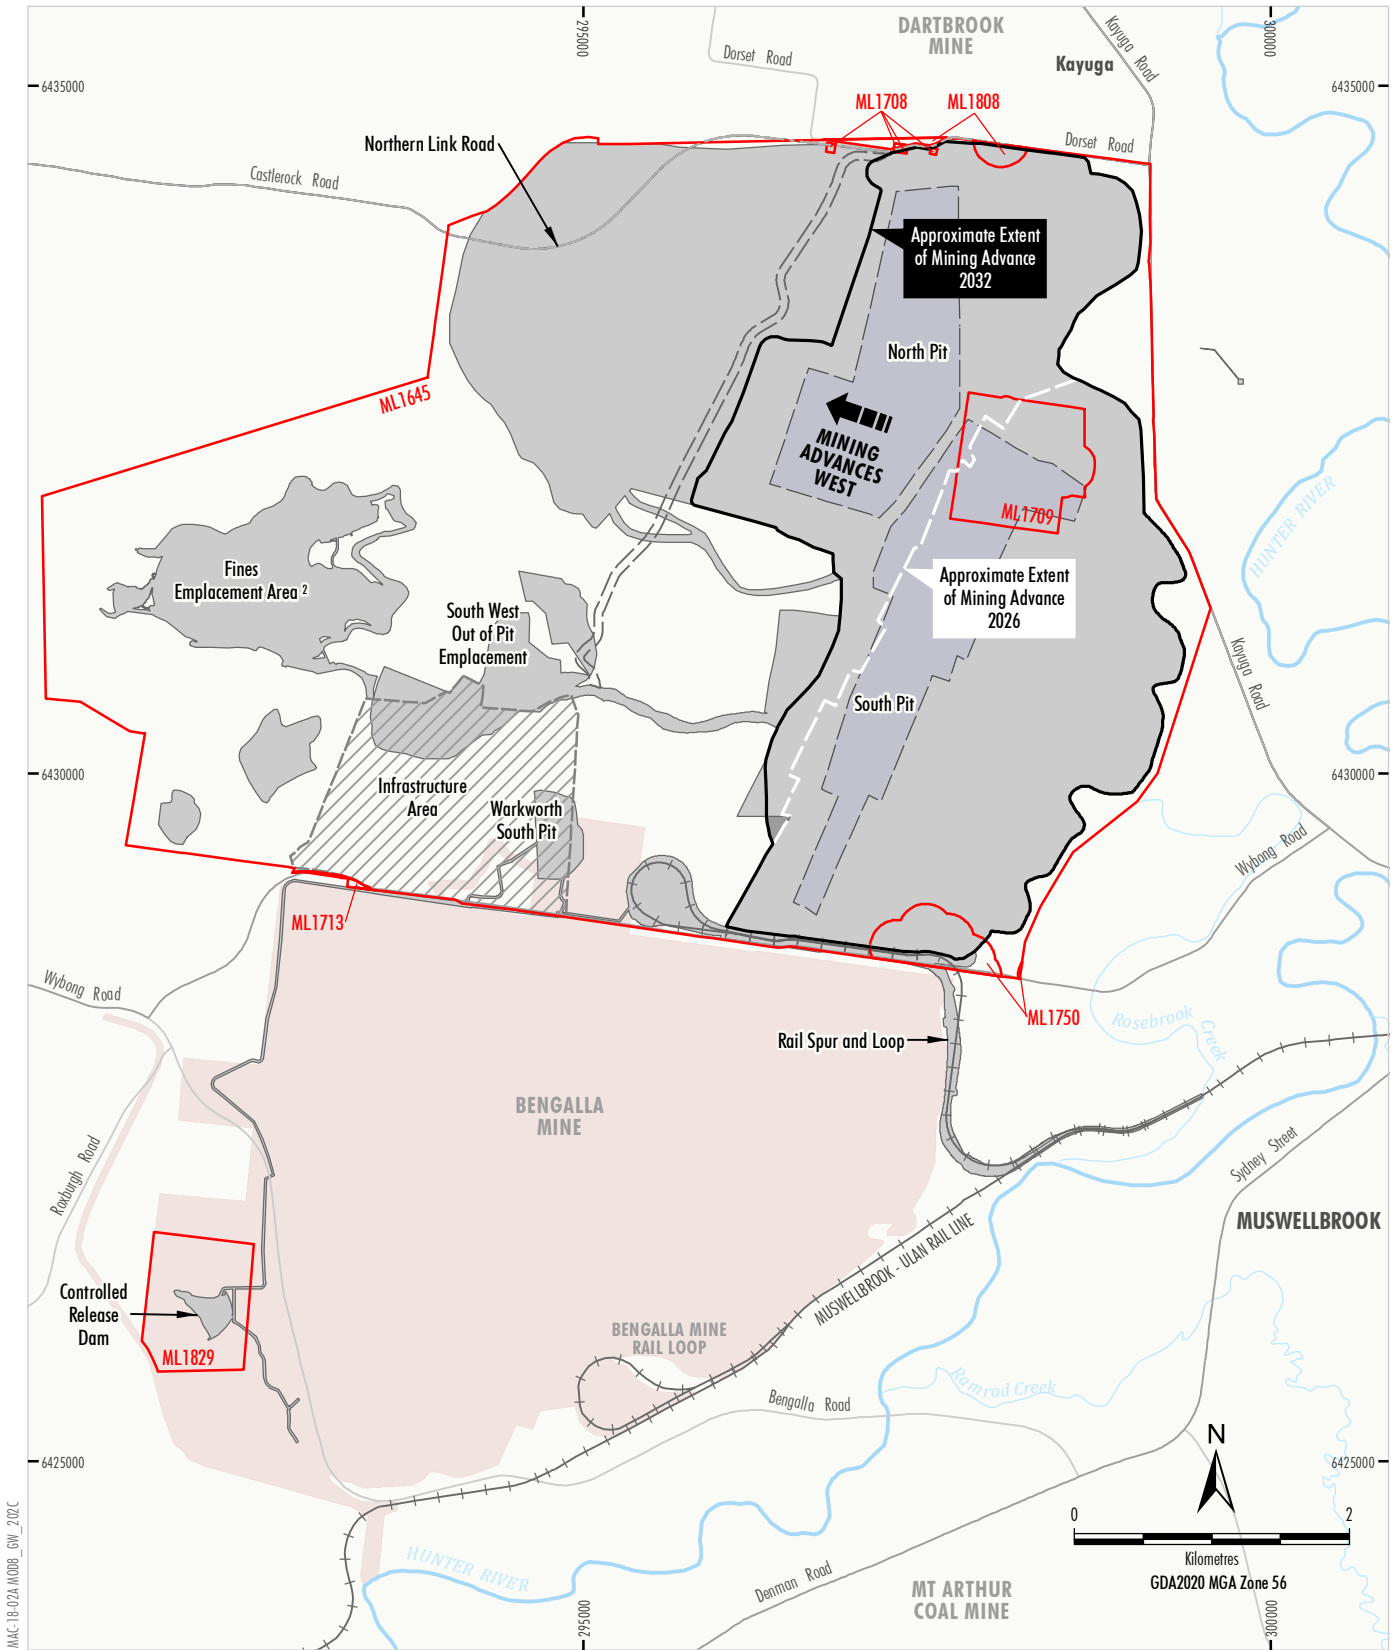 295000
300000
DARTBROOK
MINE
Kayuga Road
Dorset Road
Kayuga
6435000
6435000
ML1708
ML1808
Northern Link Road
Dorset Road
Castlerock Road
Approximate Extent
of Mining Advance
2032
North Pit
ML1645
MINING
ADVANCES
WEST
ML1709
HUNTER RIVER
Fines
Emplacement Area 2
Approximate Extent
of Mining Advance
2026
South West
Out of Pit
Emplacement
Kayuga Road
South Pit
6430000
6430000
Infrastructure
Area
Warkworth
South Pit
Wybong Road
ML1713
Wybong Road
ML1750
Rosebrook Creek
Rail Spur and Loop
BENGALLA
MINE
Sydney Street
Roxburgh Road
MUSWELLBROOK
MUSWELLBROOK - ULAN RAIL LINE
Controlled
Release
Dam
BENGALLA MINE
RAIL LOOP
ML1829
Ramrod Creek
Bengalla Road
N
6425000
6425000
0
2
Kilometres
GDA2020 MGA Zone 56
HUNTER RIVER
Denman Road
MT ARTHUR
COAL MINE
295000
300000
MAC-18-02A MOD8_GW_202C